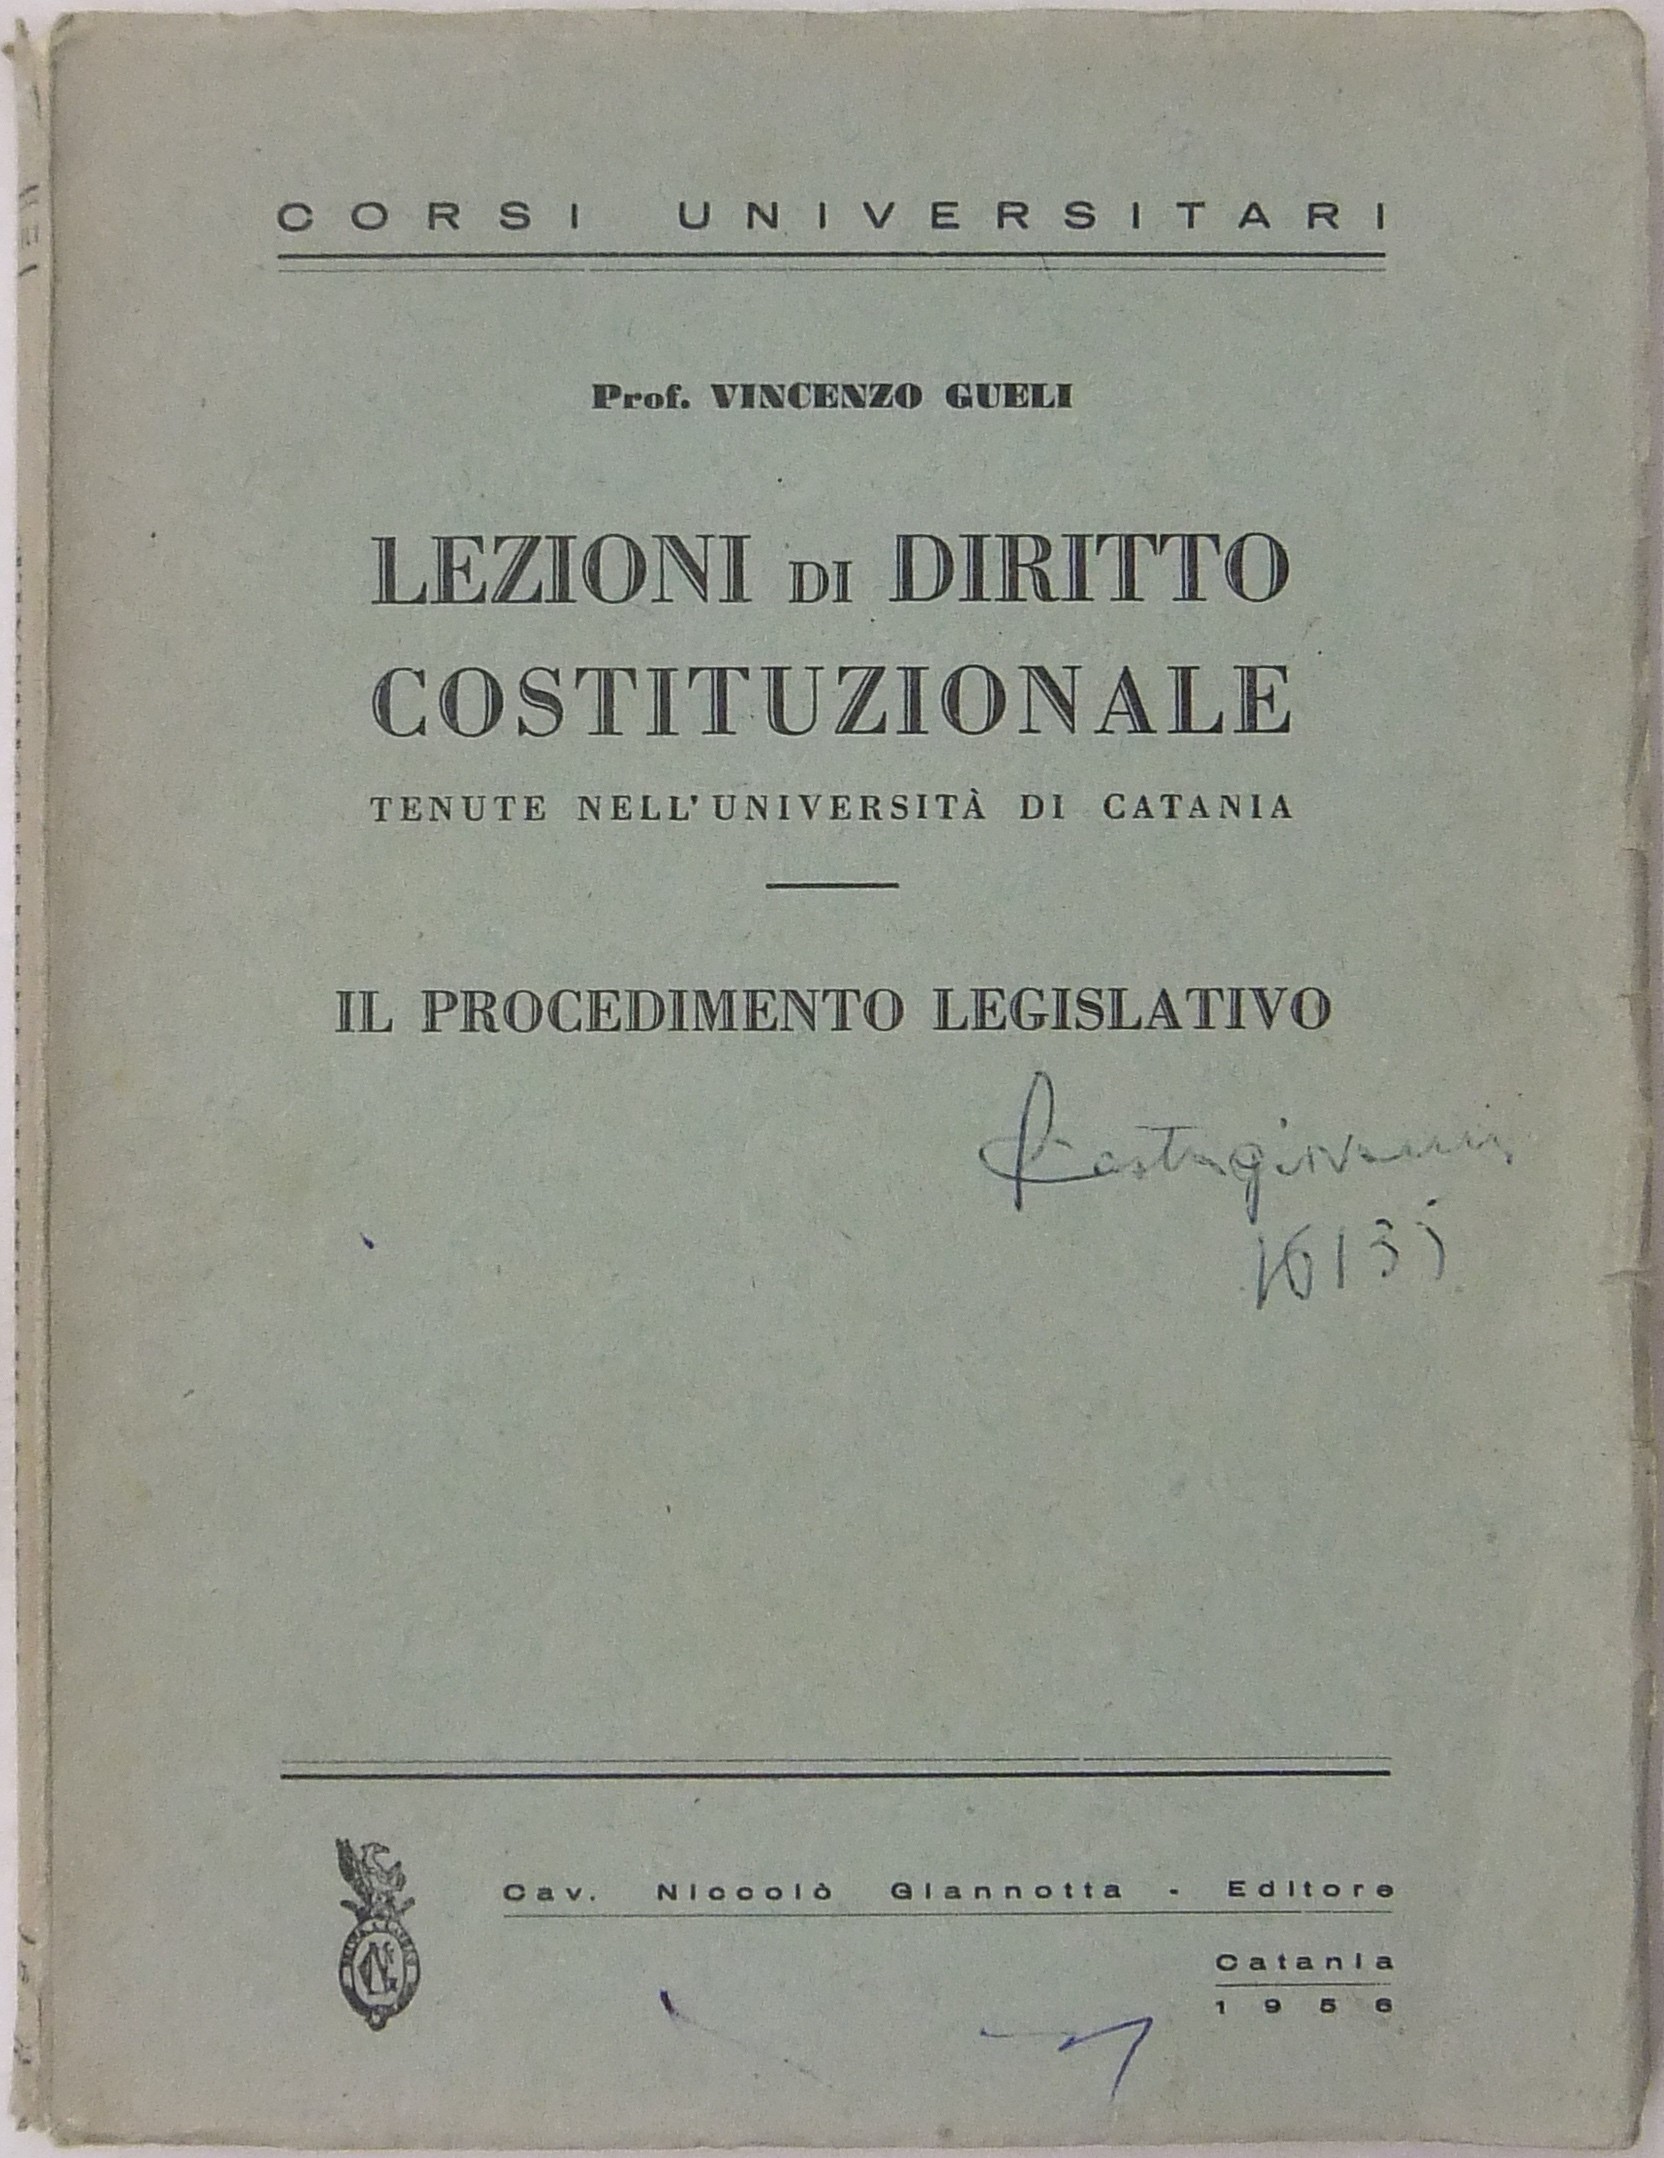 CORSI UNIVERSITARI
Prof. VINCENZO GUELI
LEZIONI DI DIRITTO
COSTITUZIONALE
TENUTE NELL'UNIVERSITÀ DI CATANIA
IL PROCEDIMENTO LEGISLATIVO
16135
Cav. Niccolò Giannotta - Editore
Catania
1956